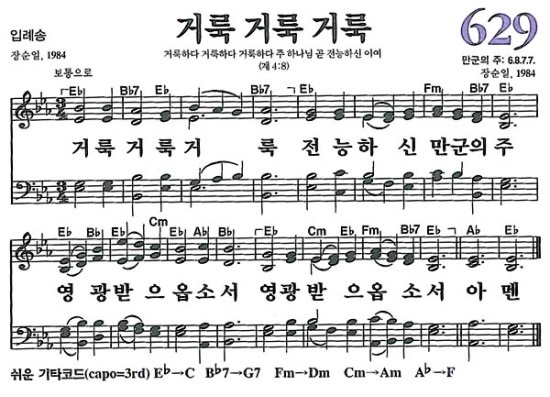 입례송
거룩 거룩 거룩
629
장순일, 1984
거룩하다 거룩하다 거룩하다 주 하나님 곧 전능하신 이여
(계 4:8)
만군의 주: 6.8.7.7.
장순일, 1984
보통으로
E♭ B♭7 E♭ B♭7 E♭ E♭ Fm B♭7 E♭
거룩 거룩 거 룩 전 능하 신 만군의 주
Cm
E♭ B♭ E♭ B♭ E♭ Cm E♭ Fm B♭7 E♭ A♭ E♭
영 광받 으옵소서 영광받 으옵소서 아멘
쉬운 기타코드(capo=3rd) E♭→C B♭7→G7 Fm→Dm Cm→Am A♭→F